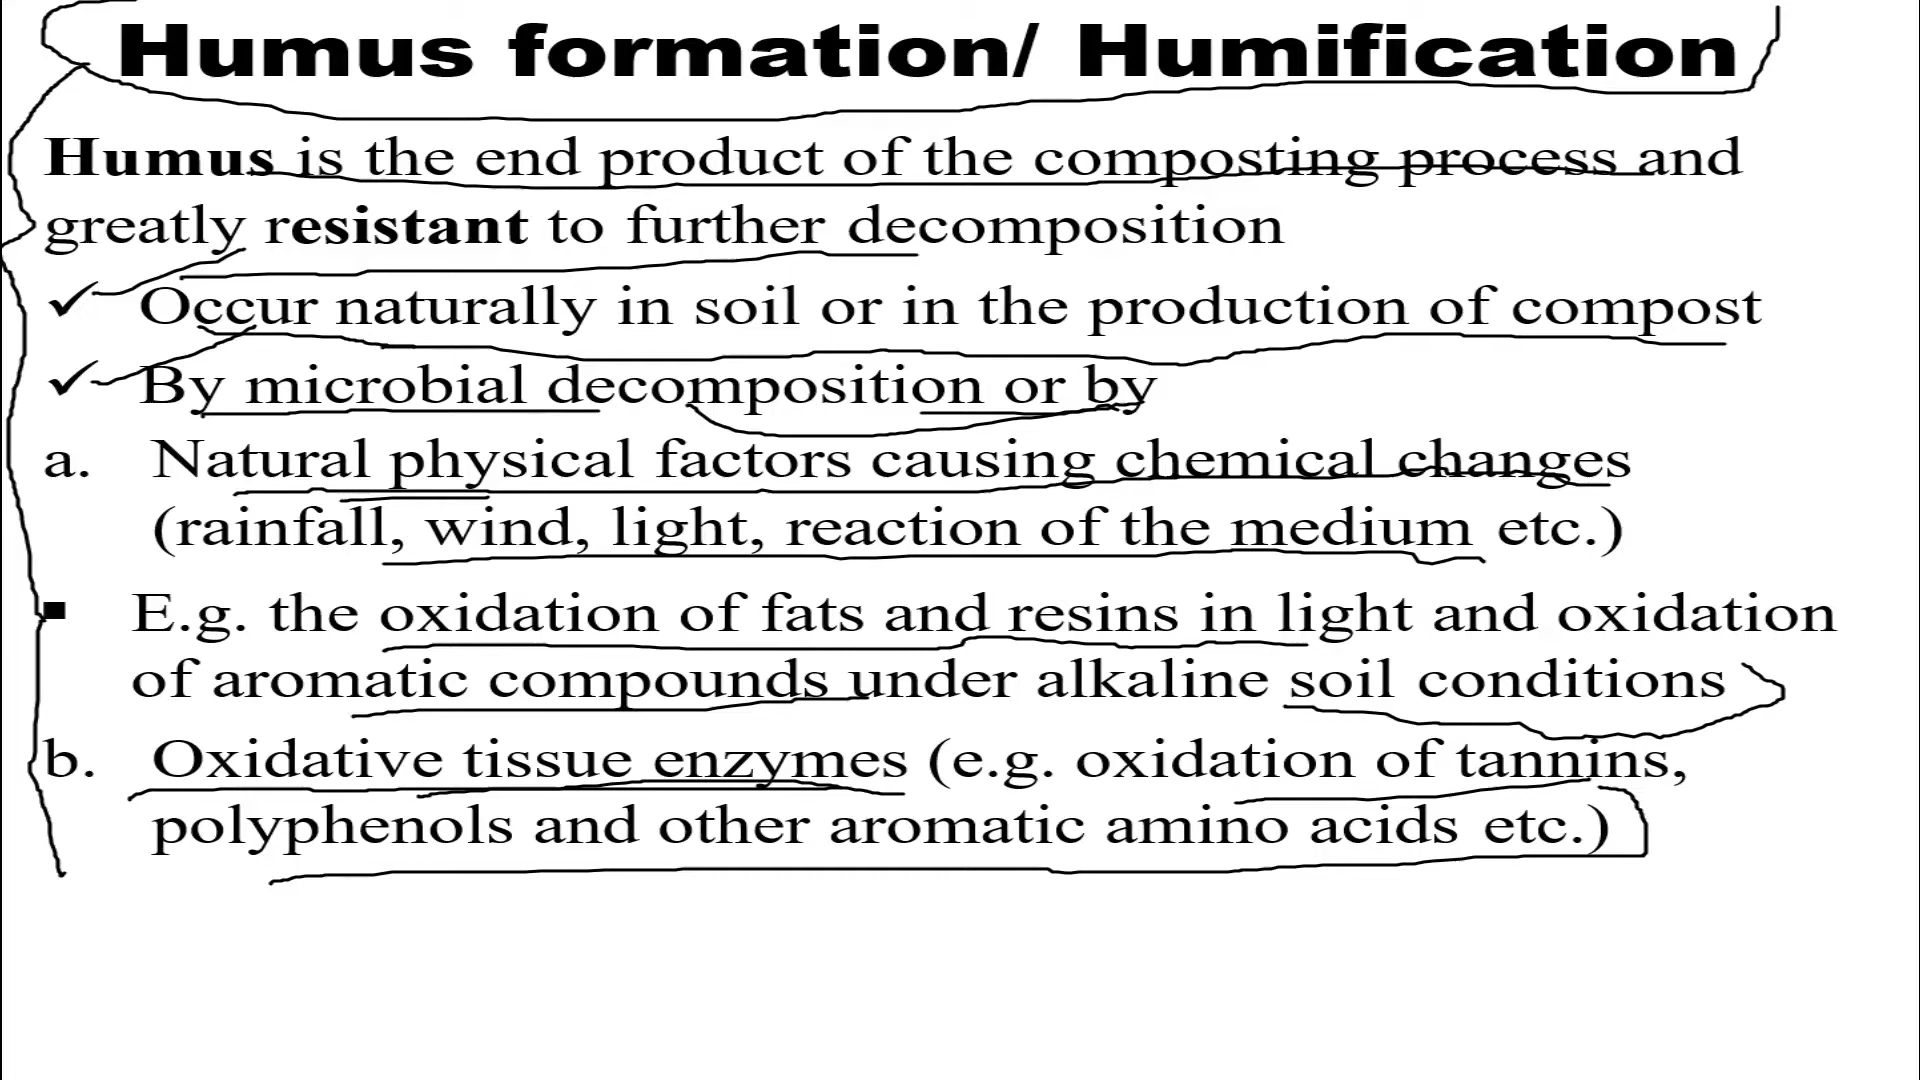 Humus formation/ Humification
Humus is the end product of the composting process and
greatly resistant to further decomposition
✓ Occur naturally in soil or in the production of compost
✓ By microbial decomposition or by
a. Natural physical factors causing chemical changes
(rainfall, wind, light, reaction of the medium etc.)
▪ E.g. the oxidation of fats and resins in light and oxidation
of aromatic compounds under alkaline soil conditions
b. Oxidative tissue enzymes (e.g. oxidation of tannins,
polyphenols and other aromatic amino acids etc.)